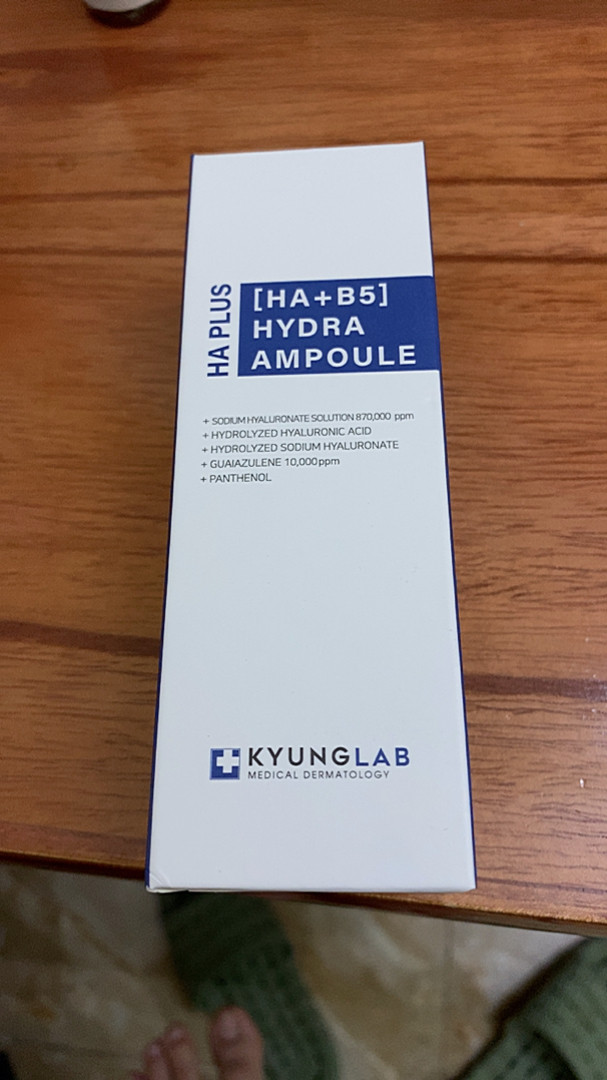 HA PLUS
[HA+B5]
HYDRA
AMPOULE
+ SODIUM HYALURONATE SOLUTION 870,000 ppm
+ HYDROLYZED HYALURONIC ACID
+ HYDROLYZED SODIUM HYALURONATE
+ GUAIAZULENE 10,000ppm
+ PANTHENOL
KYUNGLAB
MEDICAL DERMATOLOGY